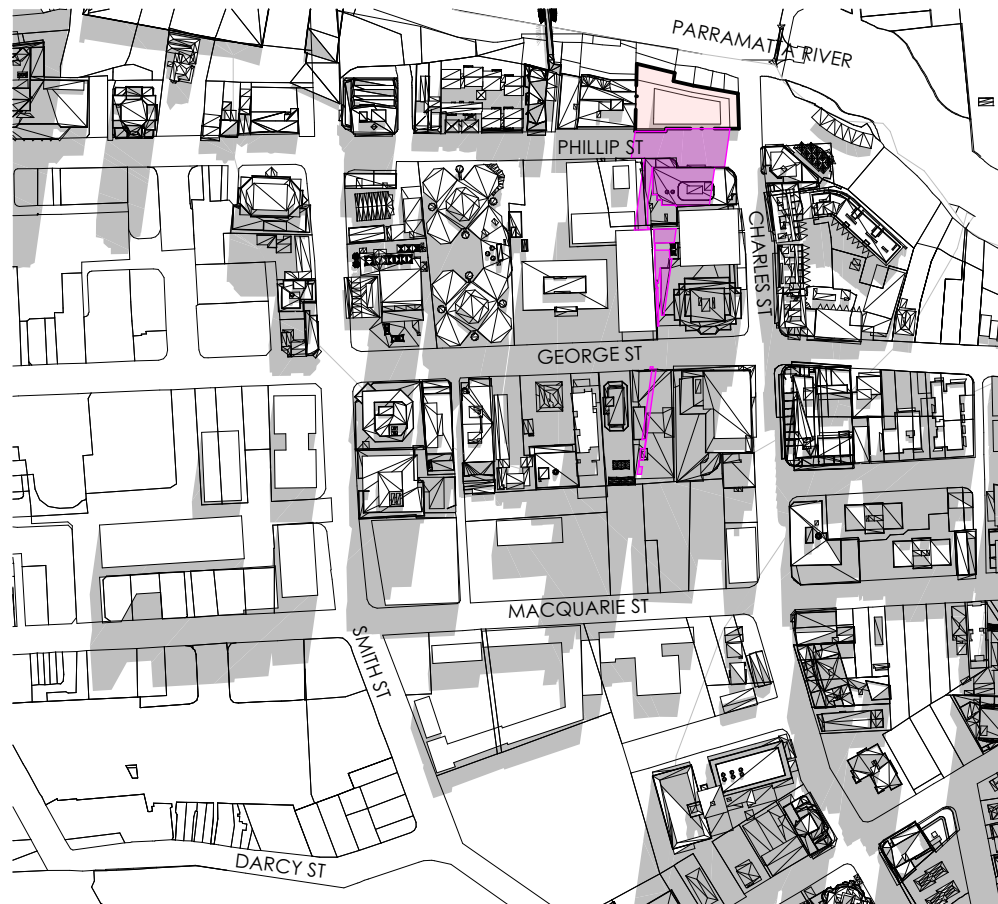 PARRAMATTA RIVER
PHILLIP ST
CHARLES ST
GEORGE ST
MACQUARIE ST
SMITH ST
DARCY ST